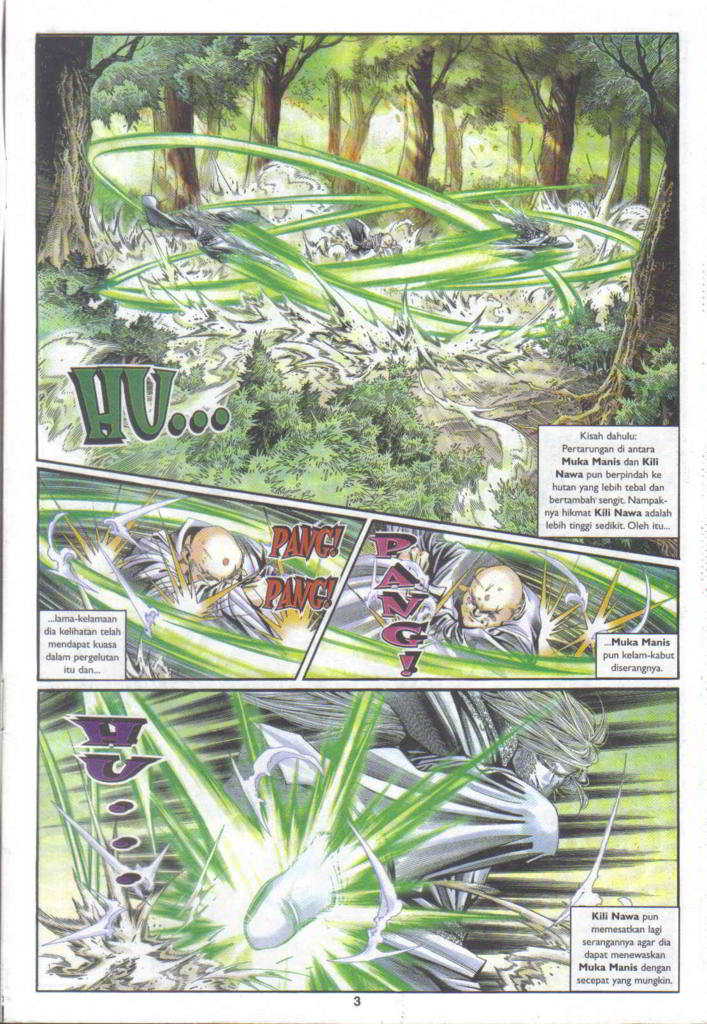 HU...
Kisah dahulu:
Pertarungan di antara
Muka Manis dan Kili
Nawa pun berpindah ke
hutan yang lebih tebal dan
bertambah sengit. Nampak-
nya hikmat Kili Nawa adalah
lebih tinggi sedikit. Oleh itu...
PANG!
PANG!
...lama-kelamaan
dia kelihatan telah
mendapat kuasa
dalam pergelutan
itu dan...
PANG!
...Muka Manis
pun kelam-kabut
diserangnya.
HU...
Kili Nawa pun
memesatkan lagi
serangannya agar dia
dapat menewaskan
Muka Manis dengan
secepat yang mungkin.
3